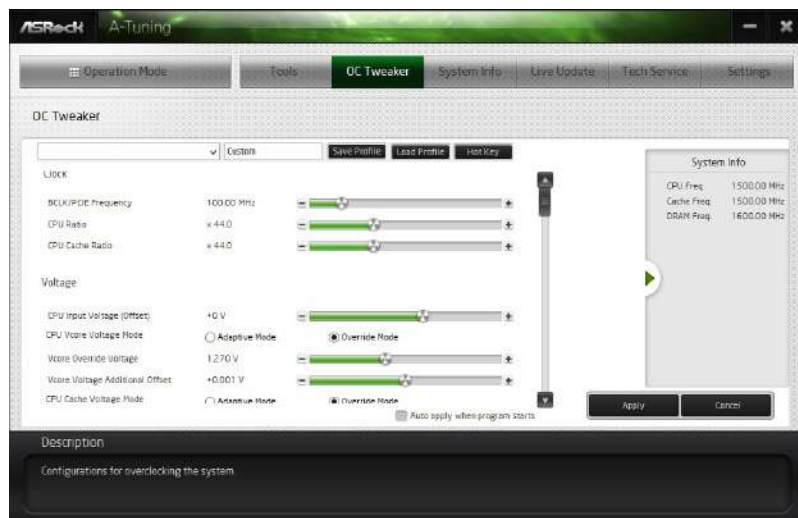 ASRock A-Tuning
Operation Mode Tools OC Tweaker System Info Live Update Tech Service Settings
OC Tweaker
Custom Save Profile Load Profile Hot Key
Clock
BCLK/PCIE Frequency 100.00 MHz
CPU Ratio x 44.0
CPU Cache Ratio x 44.0
Voltage
CPU Input Voltage (Offset) +0 V
CPU Vcore Voltage Mode Adaptive Mode Override Mode
Vcore Override Voltage 1.270 V
Vcore Voltage Additional Offset +0.001 V
CPU Cache Voltage Mode Adaptive Mode Override Mode
Auto apply when program starts
System Info
CPU Freq 1500.00 MHz
Cache Freq 1500.00 MHz
DRAM Freq 1600.00 MHz
Apply Cancel
Description
Configurations for overclocking the system